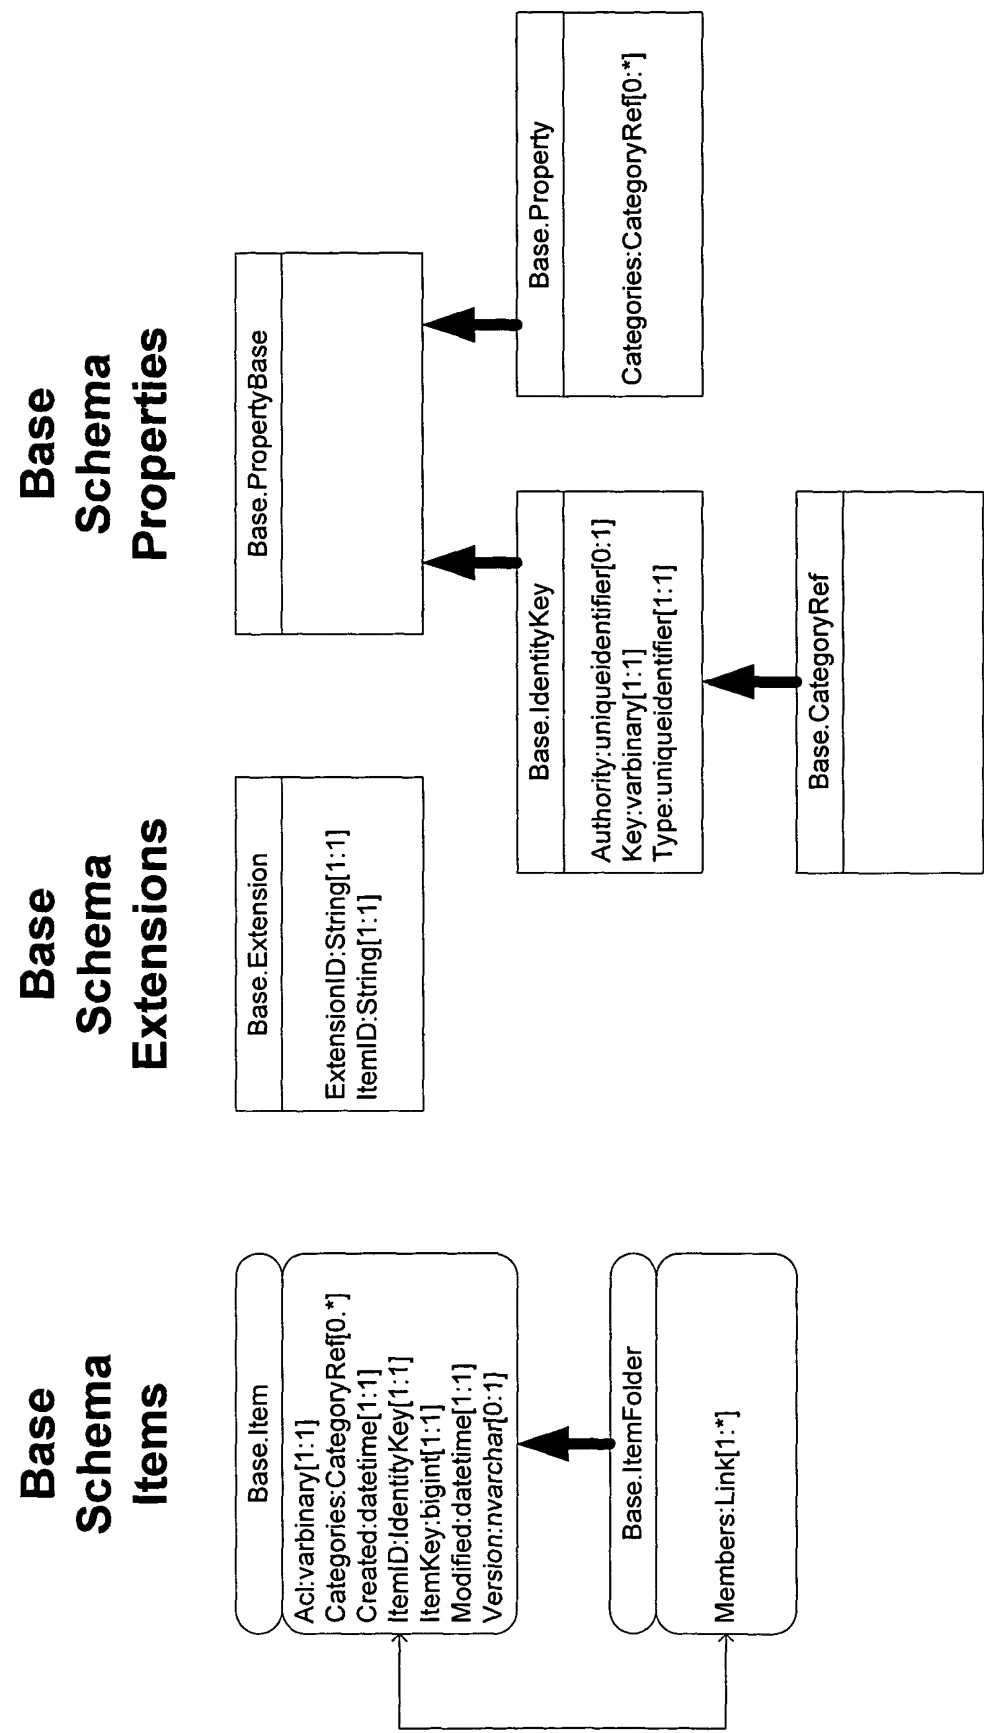 Base
Schema
Items
Base.Item
Acl:varbinary[1:1]
Categories:CategoryRef[0.*]
Created:datetime[1:1]
ItemID:IdentityKey[1:1]
ItemKey:bigint[1:1]
Modified:datetime[1:1]
Version:nvarchar[0:1]
Base.ItemFolder
Members:Link[1:*]
Base
Schema
Extensions
Base.Extension
ExtensionID:String[1:1]
ItemID:String[1:1]
Base
Schema
Properties
Base.PropertyBase
Base.IdentityKey
Authority:uniqueidentifier[0:1]
Key:varbinary[1:1]
Type:uniqueidentifier[1:1]
Base.CategoryRef
Base.Property
Categories:CategoryRef[0:*]